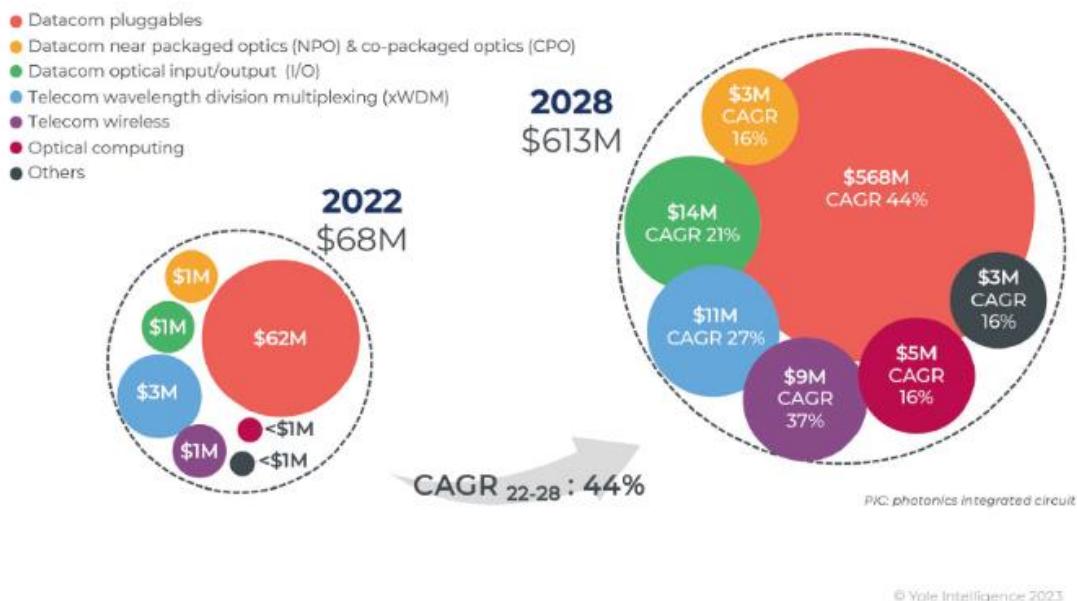 Datacom pluggables
Datacom near packaged optics (NPO) & co-packaged optics (CPO)
Datacom optical input/output (I/O)
Telecom wavelength division multiplexing (xWDM)
Telecom wireless
Optical computing
Others
2022
$68M
$1M
$1M
$62M
$3M
$1M
<$1M
<$1M
CAGR 22-28 : 44%
2028
$613M
$3M
CAGR
16%
$568M
CAGR 44%
$14M
CAGR 21%
$11M
CAGR 27%
$9M
CAGR
37%
$5M
CAGR
16%
$3M
CAGR
16%
PIC: photonics integrated circuit
© Yole Intelligence 2023